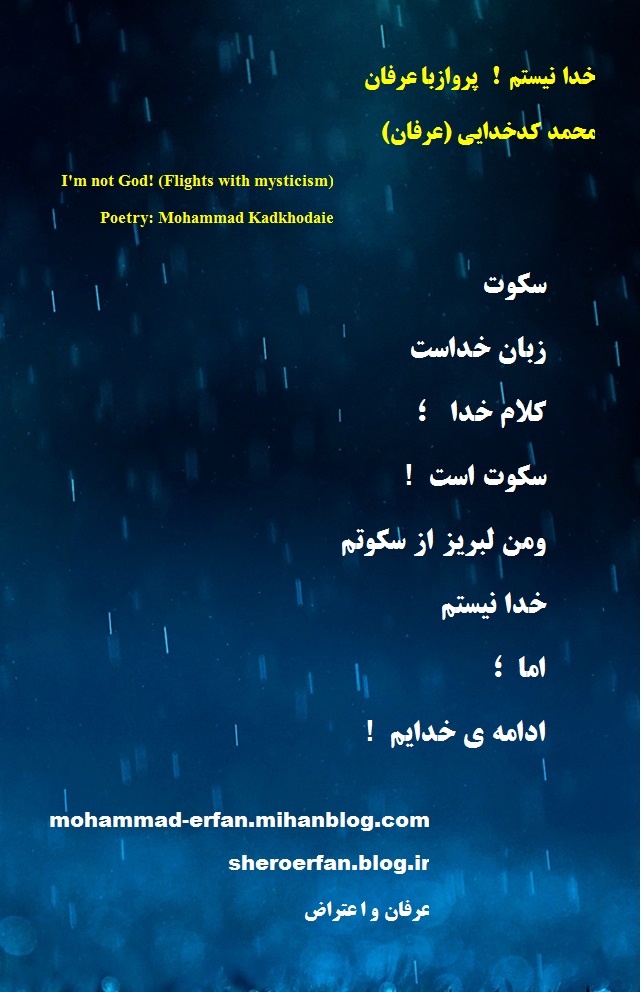 خدا نیستم ! پروازبا عرفان
محمد کدخدایی (عرفان)
I'm not God! (Flights with mysticism)
Poetry: Mohammad Kadkhodaie
سکوت
زبان خداست
کلام خدا ؛
سکوت است !
ومن لبریز از سکوتم
خدا نیستم
اما ؛
ادامه ی خدایم !
mohammad-erfan.mihanblog.com
sheroerfan.blog.ir
عرفان و اعتراض